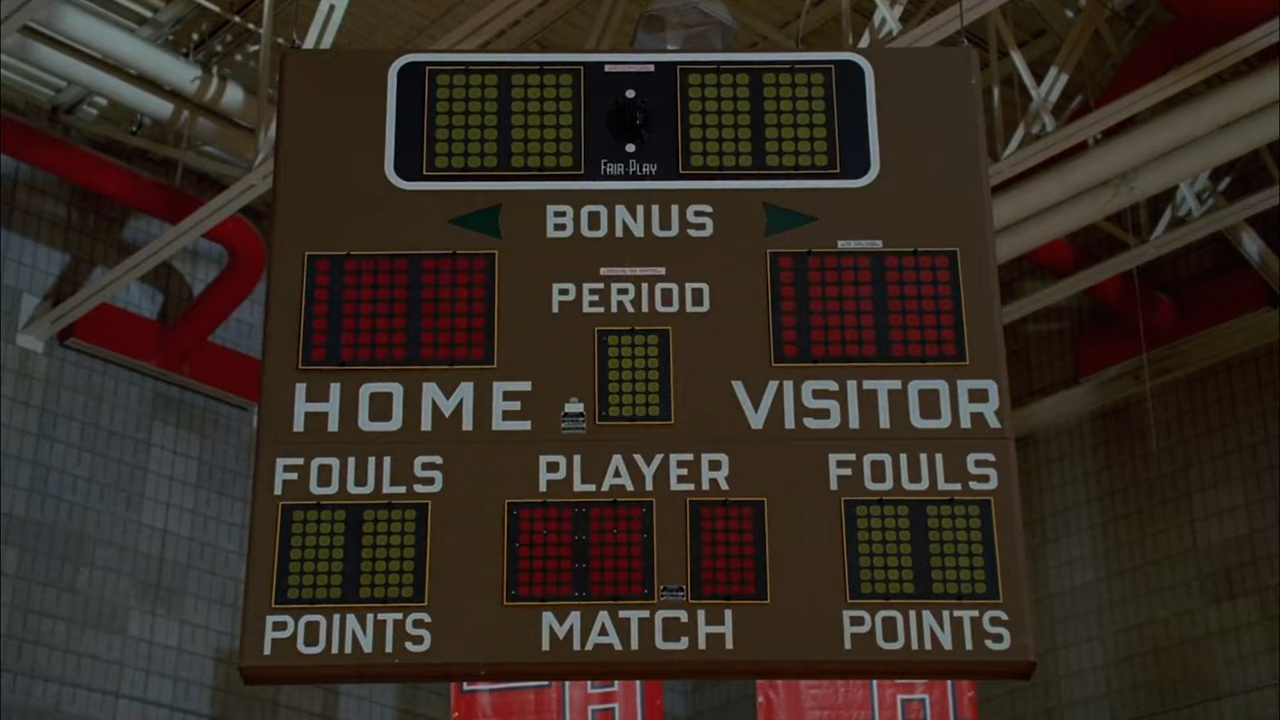 FAIR-PLAY
BONUS
PERIOD
HOME VISITOR
FOULS PLAYER FOULS
POINTS MATCH POINTS